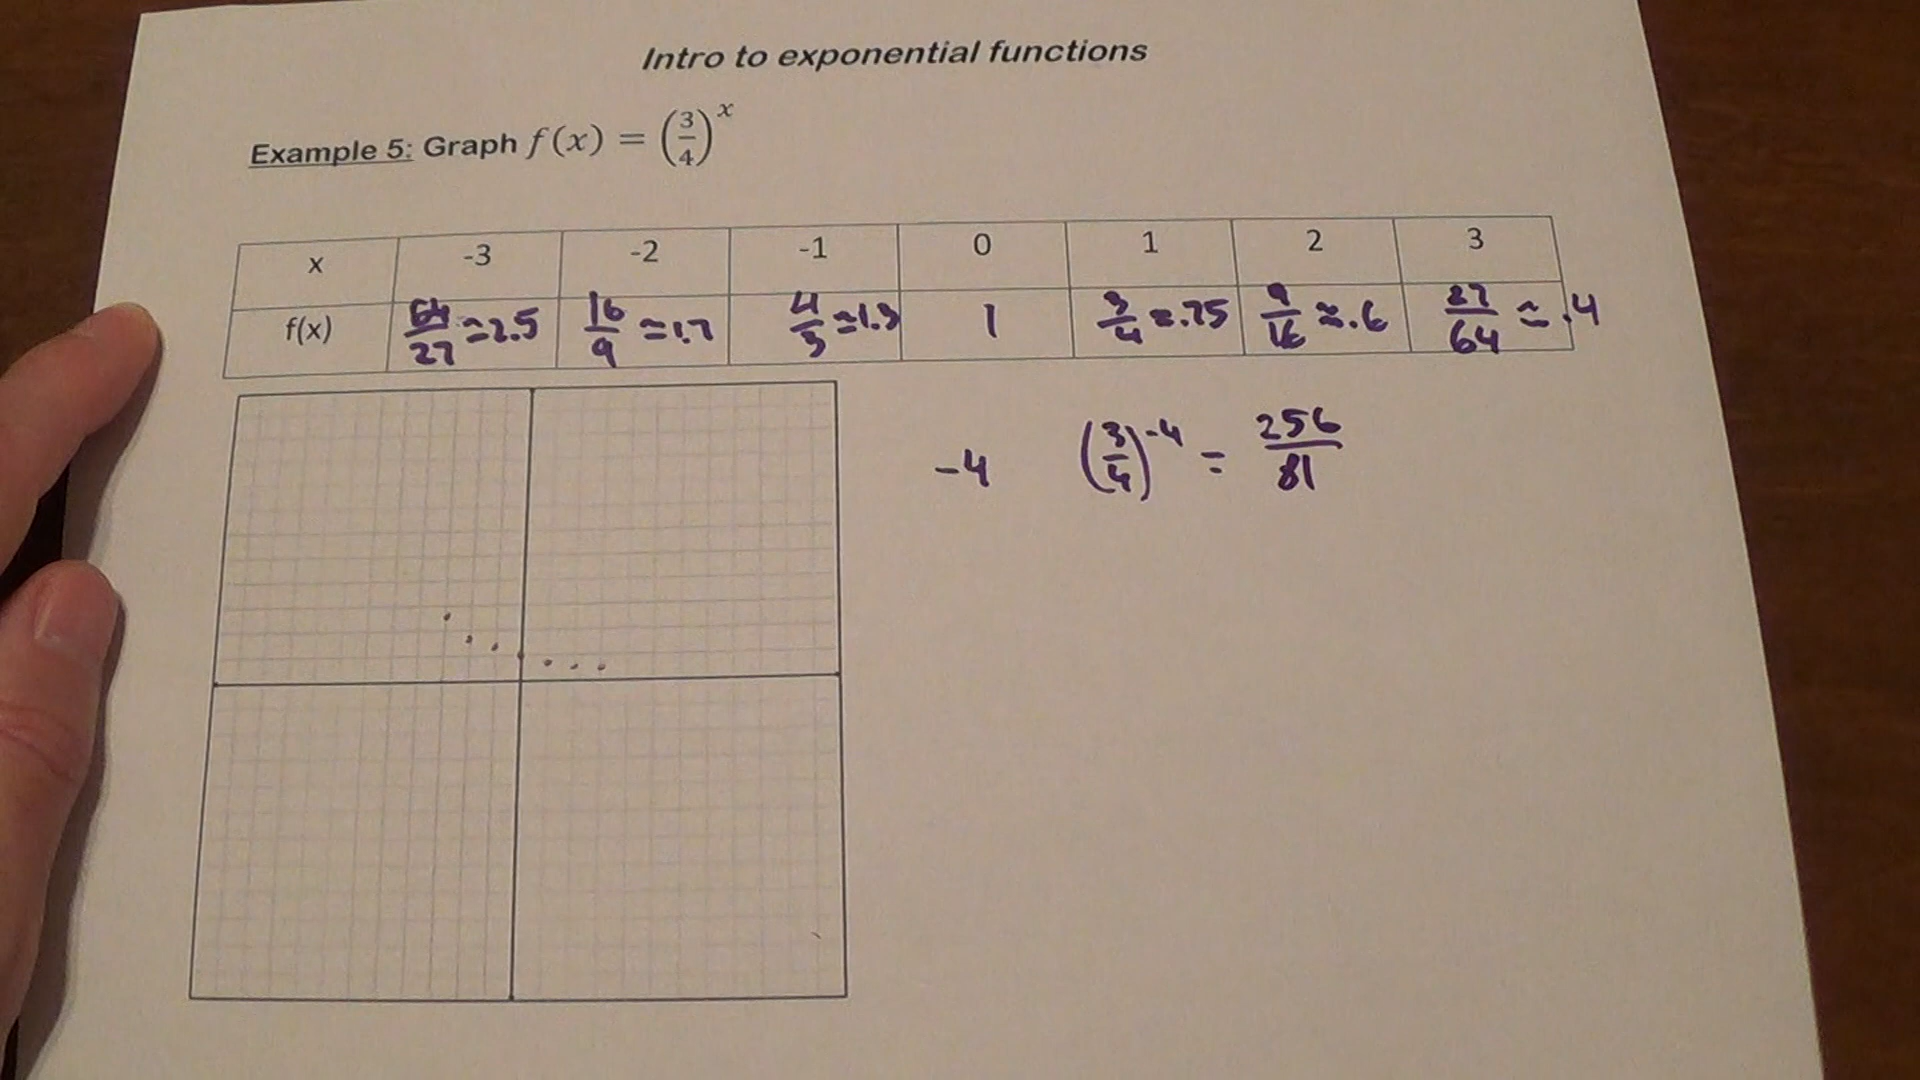 Intro to exponential functions
Example 5: Graph f(x) = (3/4)^x
x -3 -2 -1 0 1 2 3
f(x) 64/27 ≈2.5 16/9 ≈1.7 4/3 ≈1.3 1 3/4 ≈.75 9/16 ≈.6 27/64 ≈.4
-4 (3/4)^-4 = 256/81